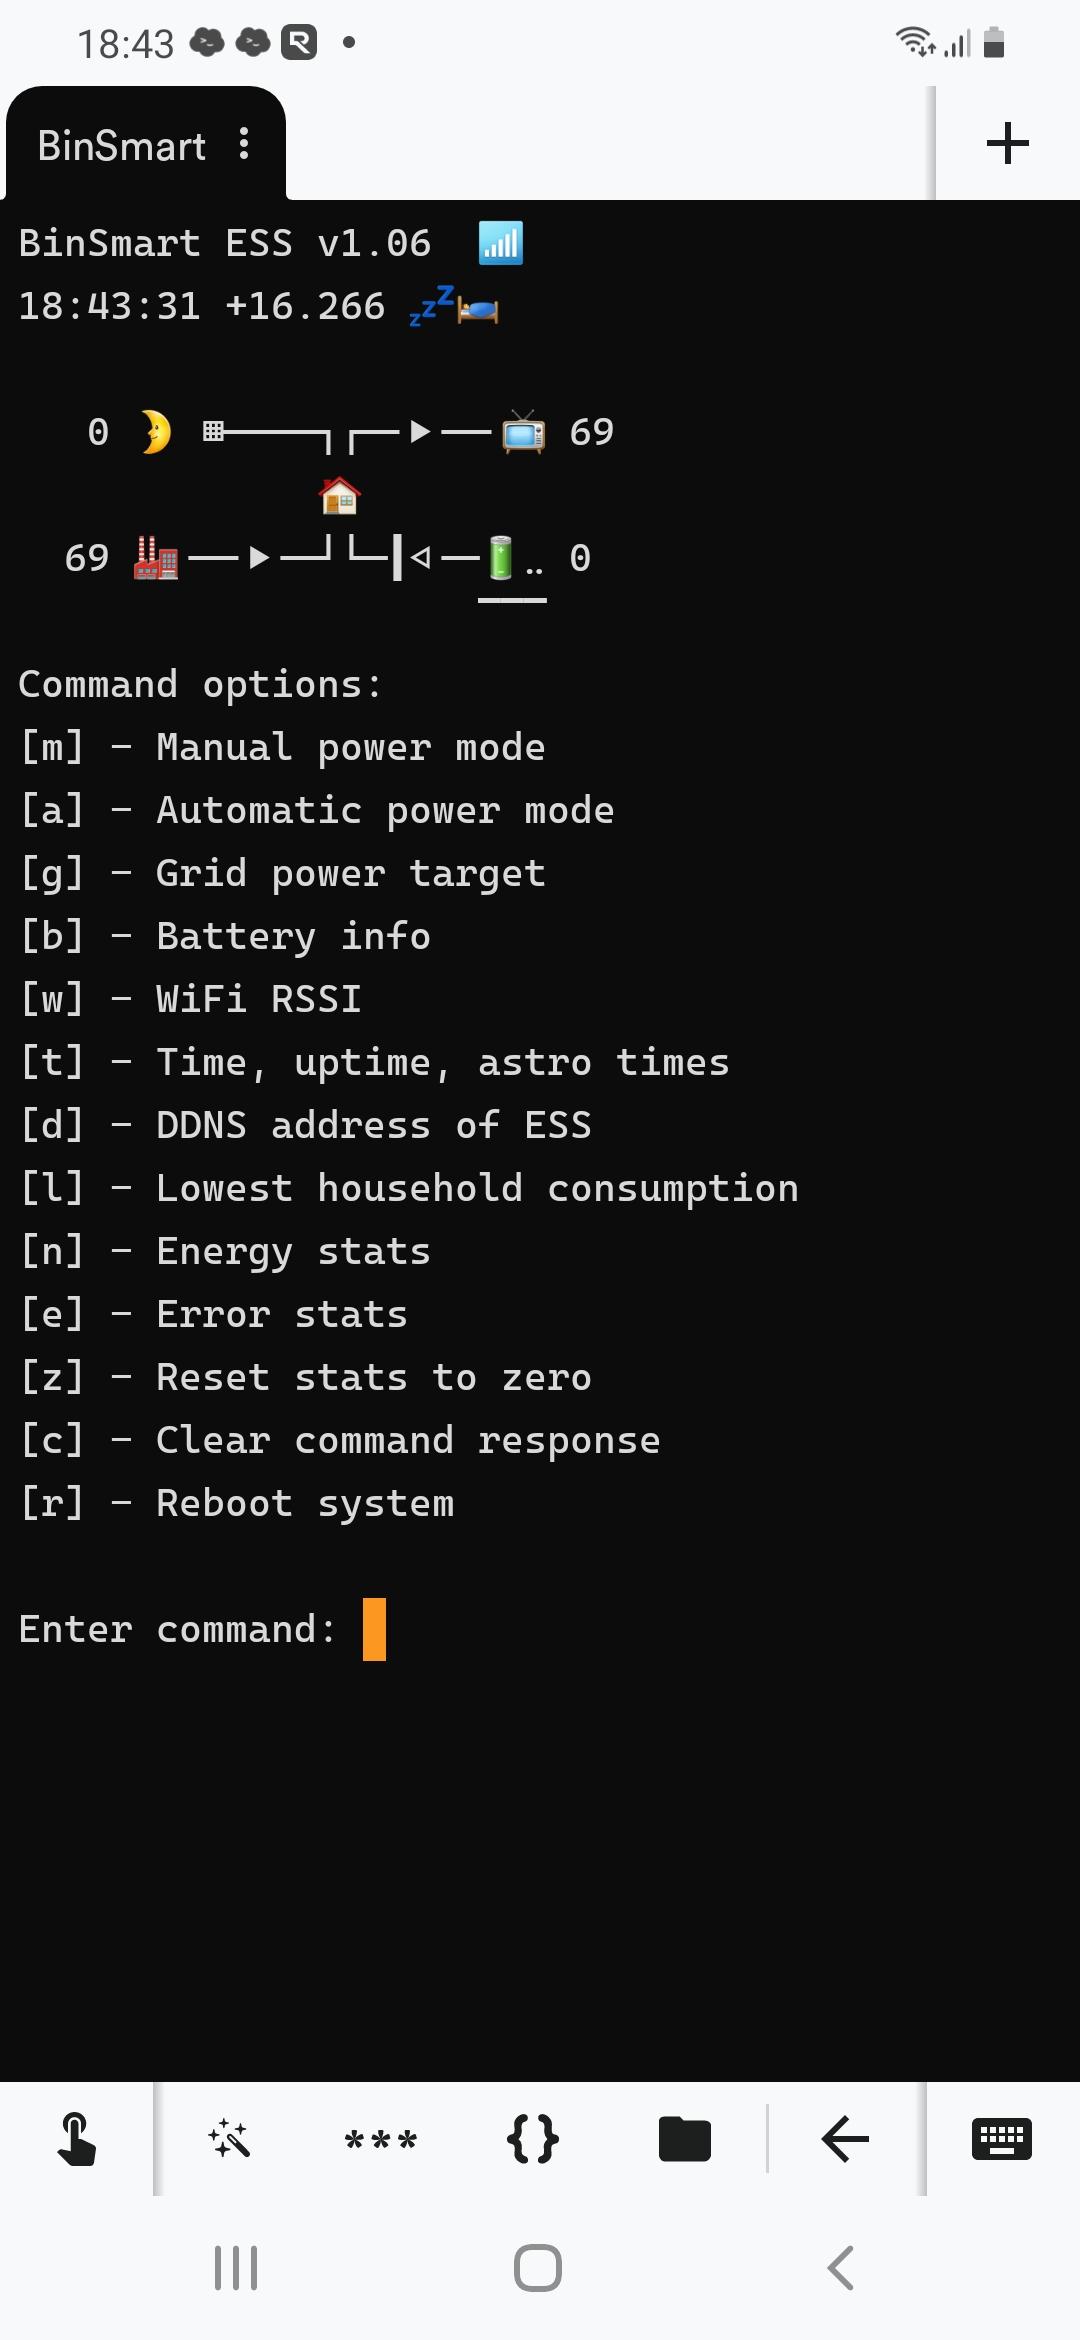 18:43
BinSmart
BinSmart ESS v1.06
18:43:31 +16.266 💤🛏️
0 🌛 ⊞────┐┌──►──📺 69
🏠
69 🏭──►──┘└─┃◃──🔋.. 0
Command options:
[m] - Manual power mode
[a] - Automatic power mode
[g] - Grid power target
[b] - Battery info
[w] - WiFi RSSI
[t] - Time, uptime, astro times
[d] - DDNS address of ESS
[l] - Lowest household consumption
[n] - Energy stats
[e] - Error stats
[z] - Reset stats to zero
[c] - Clear command response
[r] - Reboot system
Enter command:
*** {}